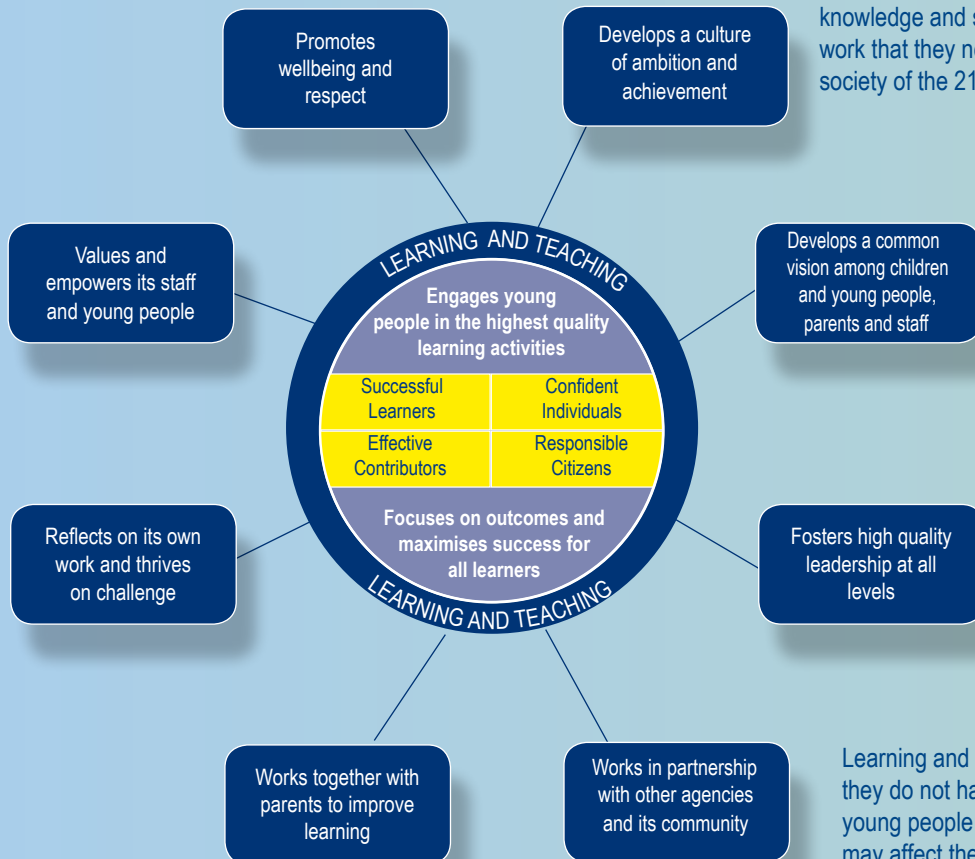 knowledge and s
work that they ne
society of the 21
Promotes
wellbeing and
respect
Develops a culture
of ambition and
achievement
Values and
empowers its staff
and young people
Develops a common
vision among children
and young people,
parents and staff
LEARNING AND TEACHING
Engages young
people in the highest quality
learning activities
Successful
Learners
Confident
Individuals
Effective
Contributors
Responsible
Citizens
Focuses on outcomes and
maximises success for
all learners
LEARNING AND TEACHING
Reflects on its own
work and thrives
on challenge
Fosters high quality
leadership at all
levels
Works together with
parents to improve
learning
Works in partnership
with other agencies
and its community
Learning and
they do not ha
young people
may affect the